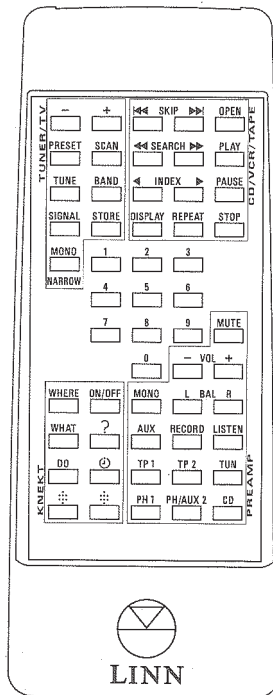 TUNER/TV
− + |◀◀ SKIP ▶▶| OPEN
PRESET SCAN ◀◀ SEARCH ▶▶ PLAY
TUNE BAND ◀ INDEX ▶ PAUSE
SIGNAL STORE DISPLAY REPEAT STOP
CD/VCR/TAPE
MONO 1 2 3
NARROW
4 5 6
7 8 9 MUTE
0 − VOL +
WHERE ON/OFF MONO L BAL R
WHAT ? AUX RECORD LISTEN
DO TP 1 TP 2 TUN
PH 1 PH/AUX 2 CD
KNEKT
PREAMP
LINN